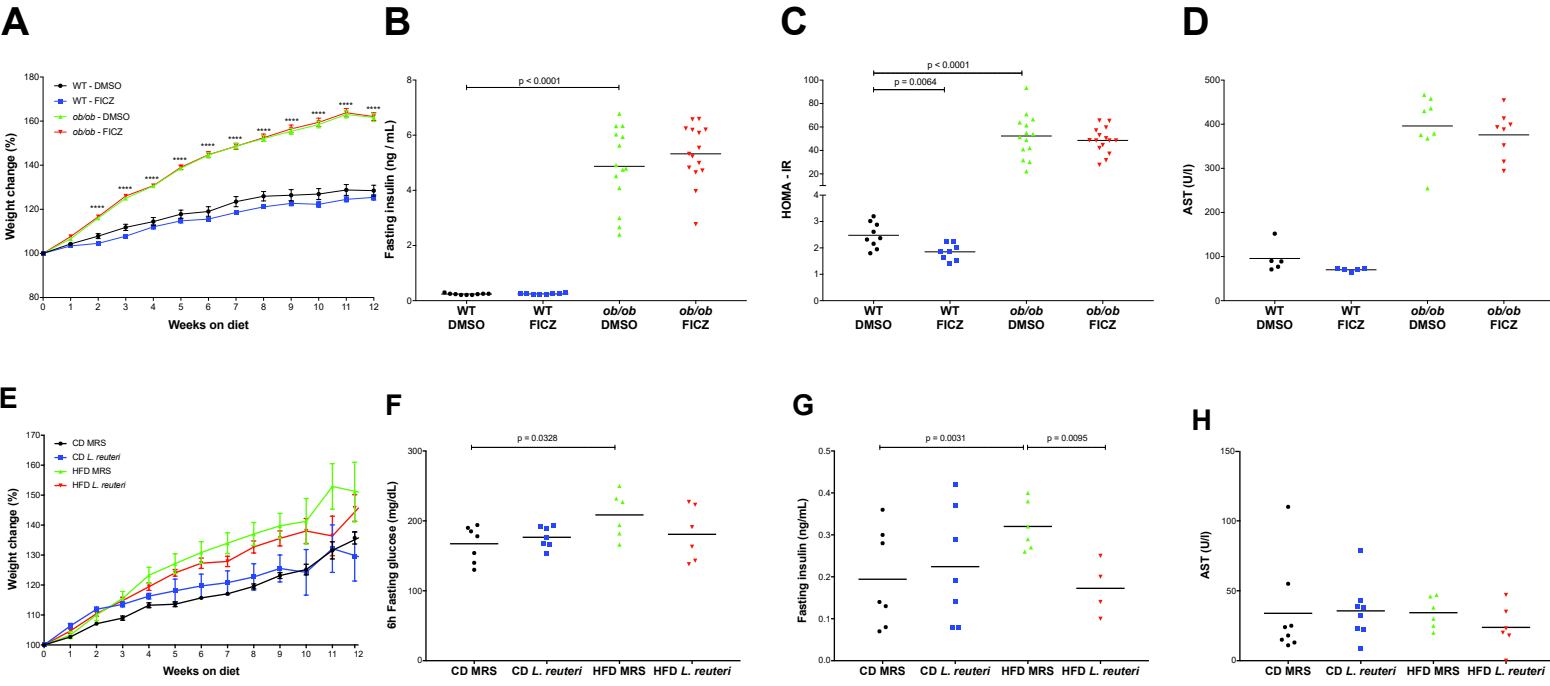 A
Weight change (%)
180
160
140
120
100
80
WT - DMSO
WT - FICZ
ob/ob - DMSO
ob/ob - FICZ
**** **** **** **** **** **** **** **** **** **** ****
0 1 2 3 4 5 6 7 8 9 10 11 12
Weeks on diet
B
Fasting insulin (mg / mL)
8
6
4
2
0
p < 0.0001
WT DMSO
WT FICZ
ob/ob DMSO
ob/ob FICZ
C
HOMA - IR
100
80
60
40
20
4
3
2
1
0
p < 0.0001
p = 0.0064
WT DMSO
WT FICZ
ob/ob DMSO
ob/ob FICZ
D
AST (U/l)
500
400
300
200
100
0
WT DMSO
WT FICZ
ob/ob DMSO
ob/ob FICZ
E
Weight change (%)
170
160
150
140
130
120
110
100
CD MRS
CD L. reuteri
HFD MRS
HFD L. reuteri
0 1 2 3 4 5 6 7 8 9 10 11 12
Weeks on diet
F
6h Fasting glucose (mg/dL)
300
200
100
0
p = 0.0328
CD MRS CD L. reuteri HFD MRS HFD L. reuteri
G
Fasting insulin (ng/mL)
0.5
0.4
0.3
0.2
0.1
0.0
p = 0.0031
p = 0.0095
CD MRS CD L. reuteri HFD MRS HFD L. reuteri
H
AST (U/l)
150
100
50
0
CD MRS CD L. reuteri HFD MRS HFD L. reuteri